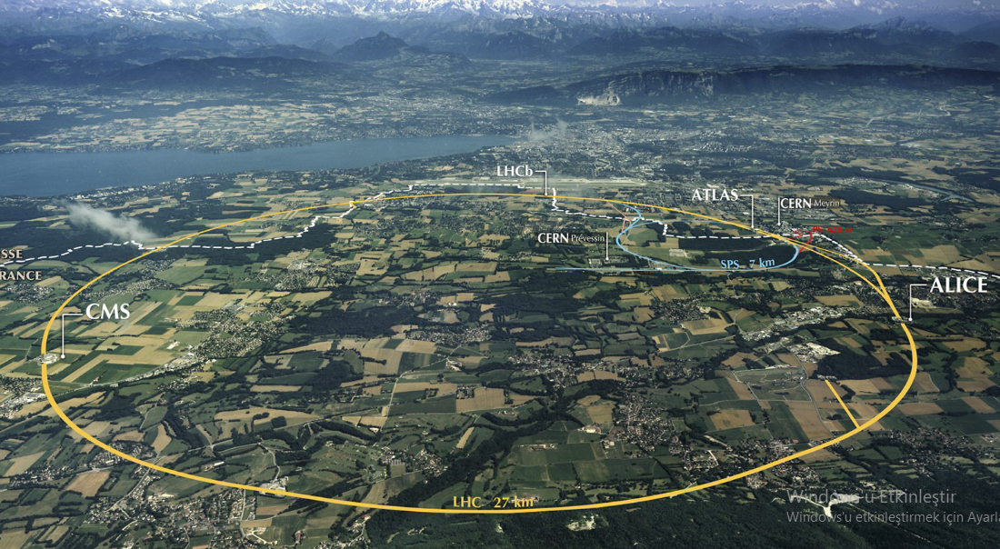 LHCb
ATLAS
CERN Meyrin
CERN Prévessin
SPS 7 km
SSE
RANCE
ALICE
CMS
LHC 27 km
Windows'u Etkinleştir
Windows'u etkinleştirmek için Ayarla